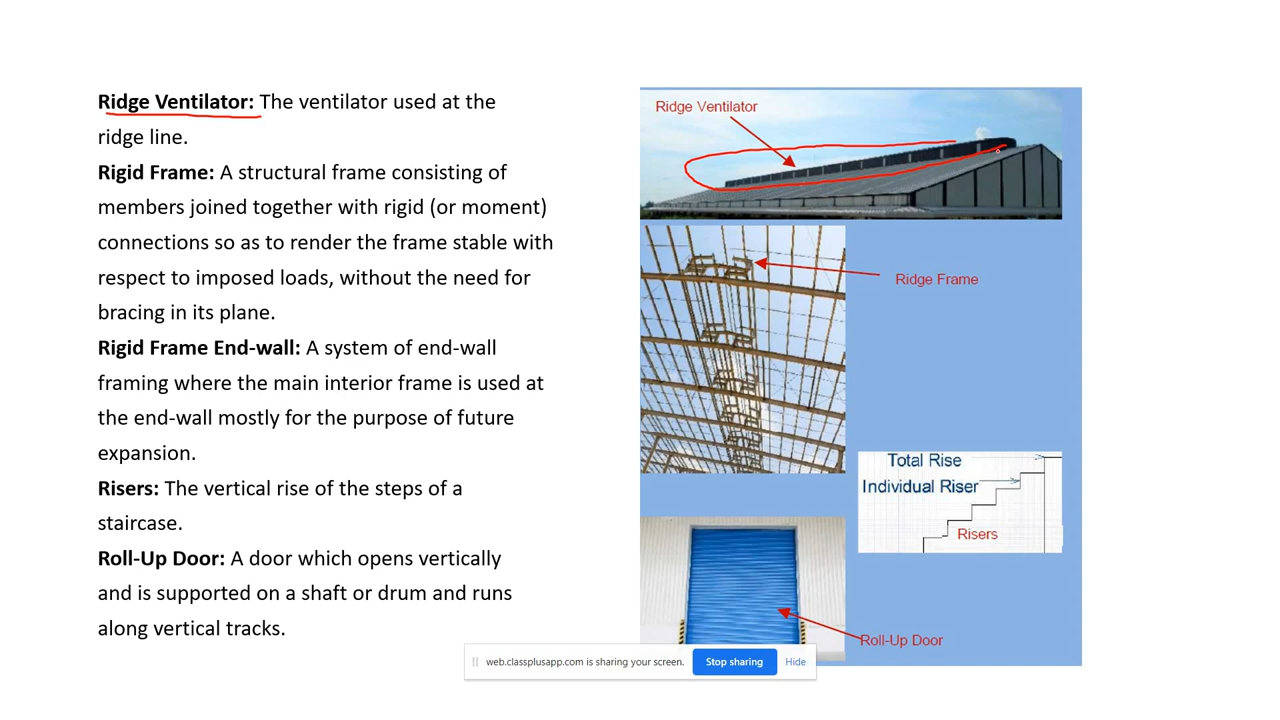 Ridge Ventilator: The ventilator used at the
ridge line.
Rigid Frame: A structural frame consisting of
members joined together with rigid (or moment)
connections so as to render the frame stable with
respect to imposed loads, without the need for
bracing in its plane.
Rigid Frame End-wall: A system of end-wall
framing where the main interior frame is used at
the end-wall mostly for the purpose of future
expansion.
Risers: The vertical rise of the steps of a
staircase.
Roll-Up Door: A door which opens vertically
and is supported on a shaft or drum and runs
along vertical tracks.
Ridge Ventilator
Ridge Frame
Total Rise
Individual Riser
Risers
Roll-Up Door
web.classplusapp.com is sharing your screen.
Stop sharing
Hide